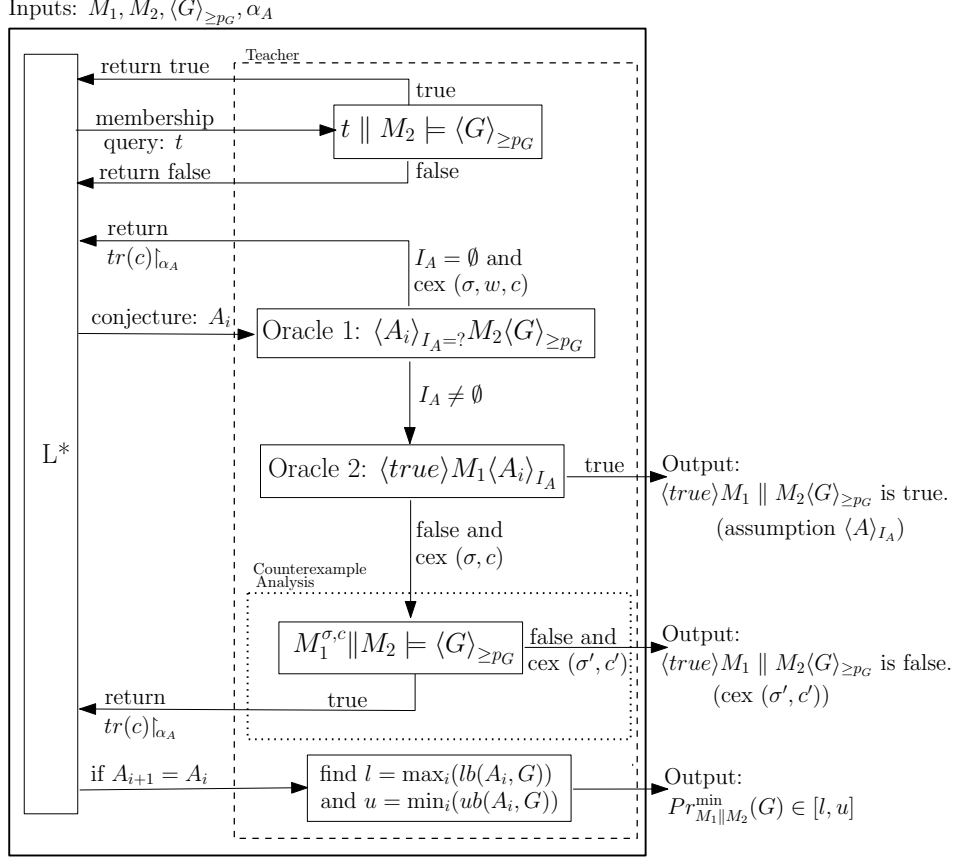 Inputs: M₁, M₂, ⟨G⟩≥p_G, α_A
Teacher
return true
true
membership
query: t
t ∥ M₂ ⊨ ⟨G⟩≥p_G
return false
false
return
tr(c)↾α_A
I_A = ∅ and
cex (σ, w, c)
conjecture: A_i
Oracle 1: ⟨A_i⟩I_A=? M₂⟨G⟩≥p_G
I_A ≠ ∅
L*
Oracle 2: ⟨true⟩M₁⟨A_i⟩I_A
true
Output:
⟨true⟩M₁ ∥ M₂⟨G⟩≥p_G is true.
(assumption ⟨A⟩I_A)
false and
cex (σ, c)
Counterexample
Analysis
M₁^σ,c∥M₂ ⊨ ⟨G⟩≥p_G
false and
cex (σ′, c′)
Output:
⟨true⟩M₁ ∥ M₂⟨G⟩≥p_G is false.
(cex (σ′, c′))
return
tr(c)↾α_A
true
if A_i+1 = A_i
find l = max_i(lb(A_i, G))
and u = min_i(ub(A_i, G))
Output:
Pr^min_M₁∥M₂(G) ∈ [l, u]